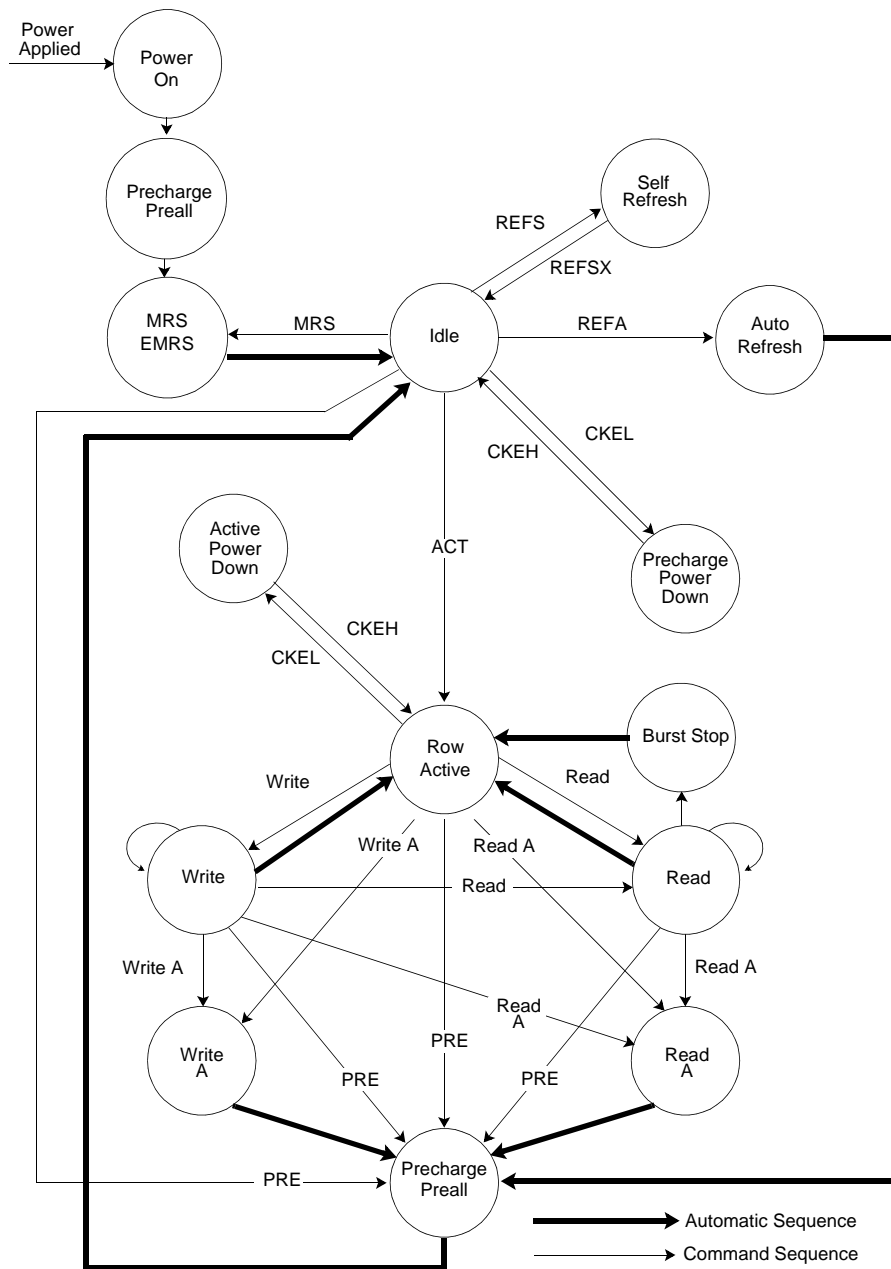 Power
Applied
Power
On
Precharge
Preall
Self
Refresh
REFS
REFSX
MRS
EMRS
MRS
Idle
REFA
Auto
Refresh
CKEL
CKEH
Active
Power
Down
ACT
Precharge
Power
Down
CKEH
CKEL
Row
Active
Burst Stop
Write
Read
Write A
Read A
Write
Read
Read
Write A
Read A
Read
A
Write
A
PRE
Read
A
PRE
PRE
Precharge
Preall
PRE
Automatic Sequence
Command Sequence